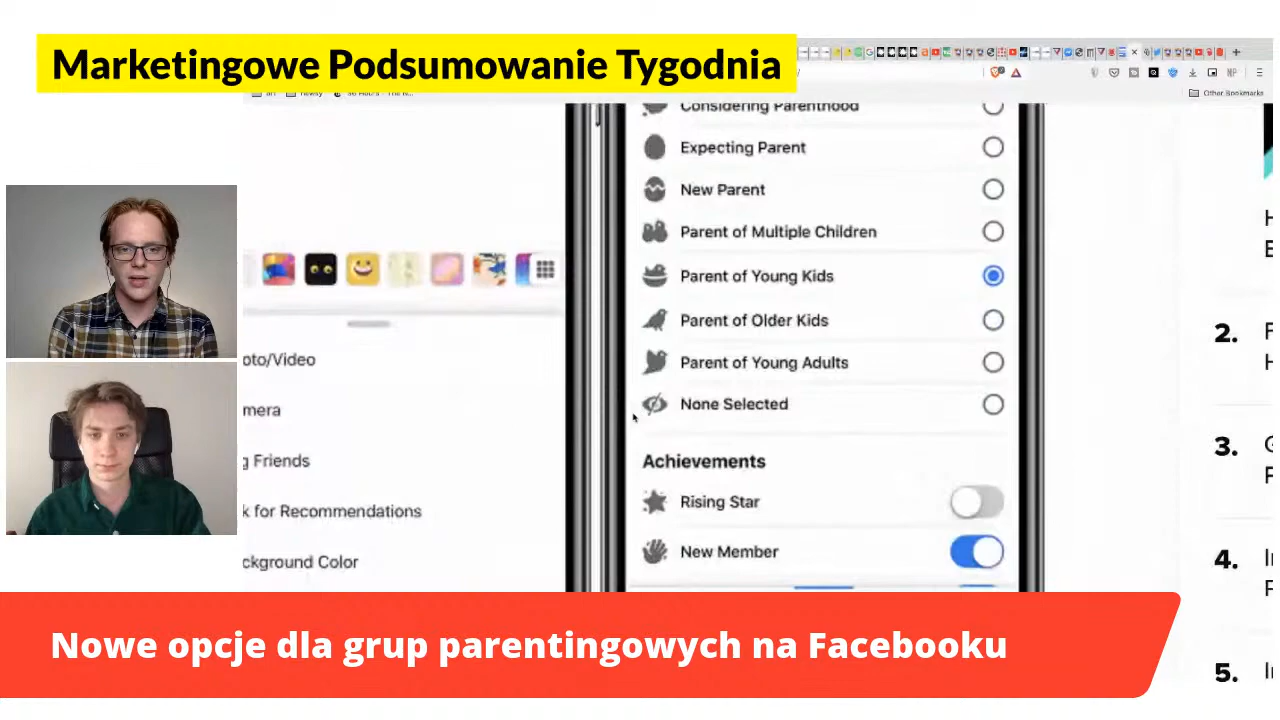 Marketingowe Podsumowanie Tygodnia
Other Bookmarks
Considering Parenthood
Expecting Parent
New Parent
Parent of Multiple Children
Parent of Young Kids
Parent of Older Kids
Parent of Young Adults
None Selected
Achievements
Rising Star
New Member
oto/Video
mera
g Friends
k for Recommendations
ckground Color
2.
3.
4.
5.
Nowe opcje dla grup parentingowych na Facebooku